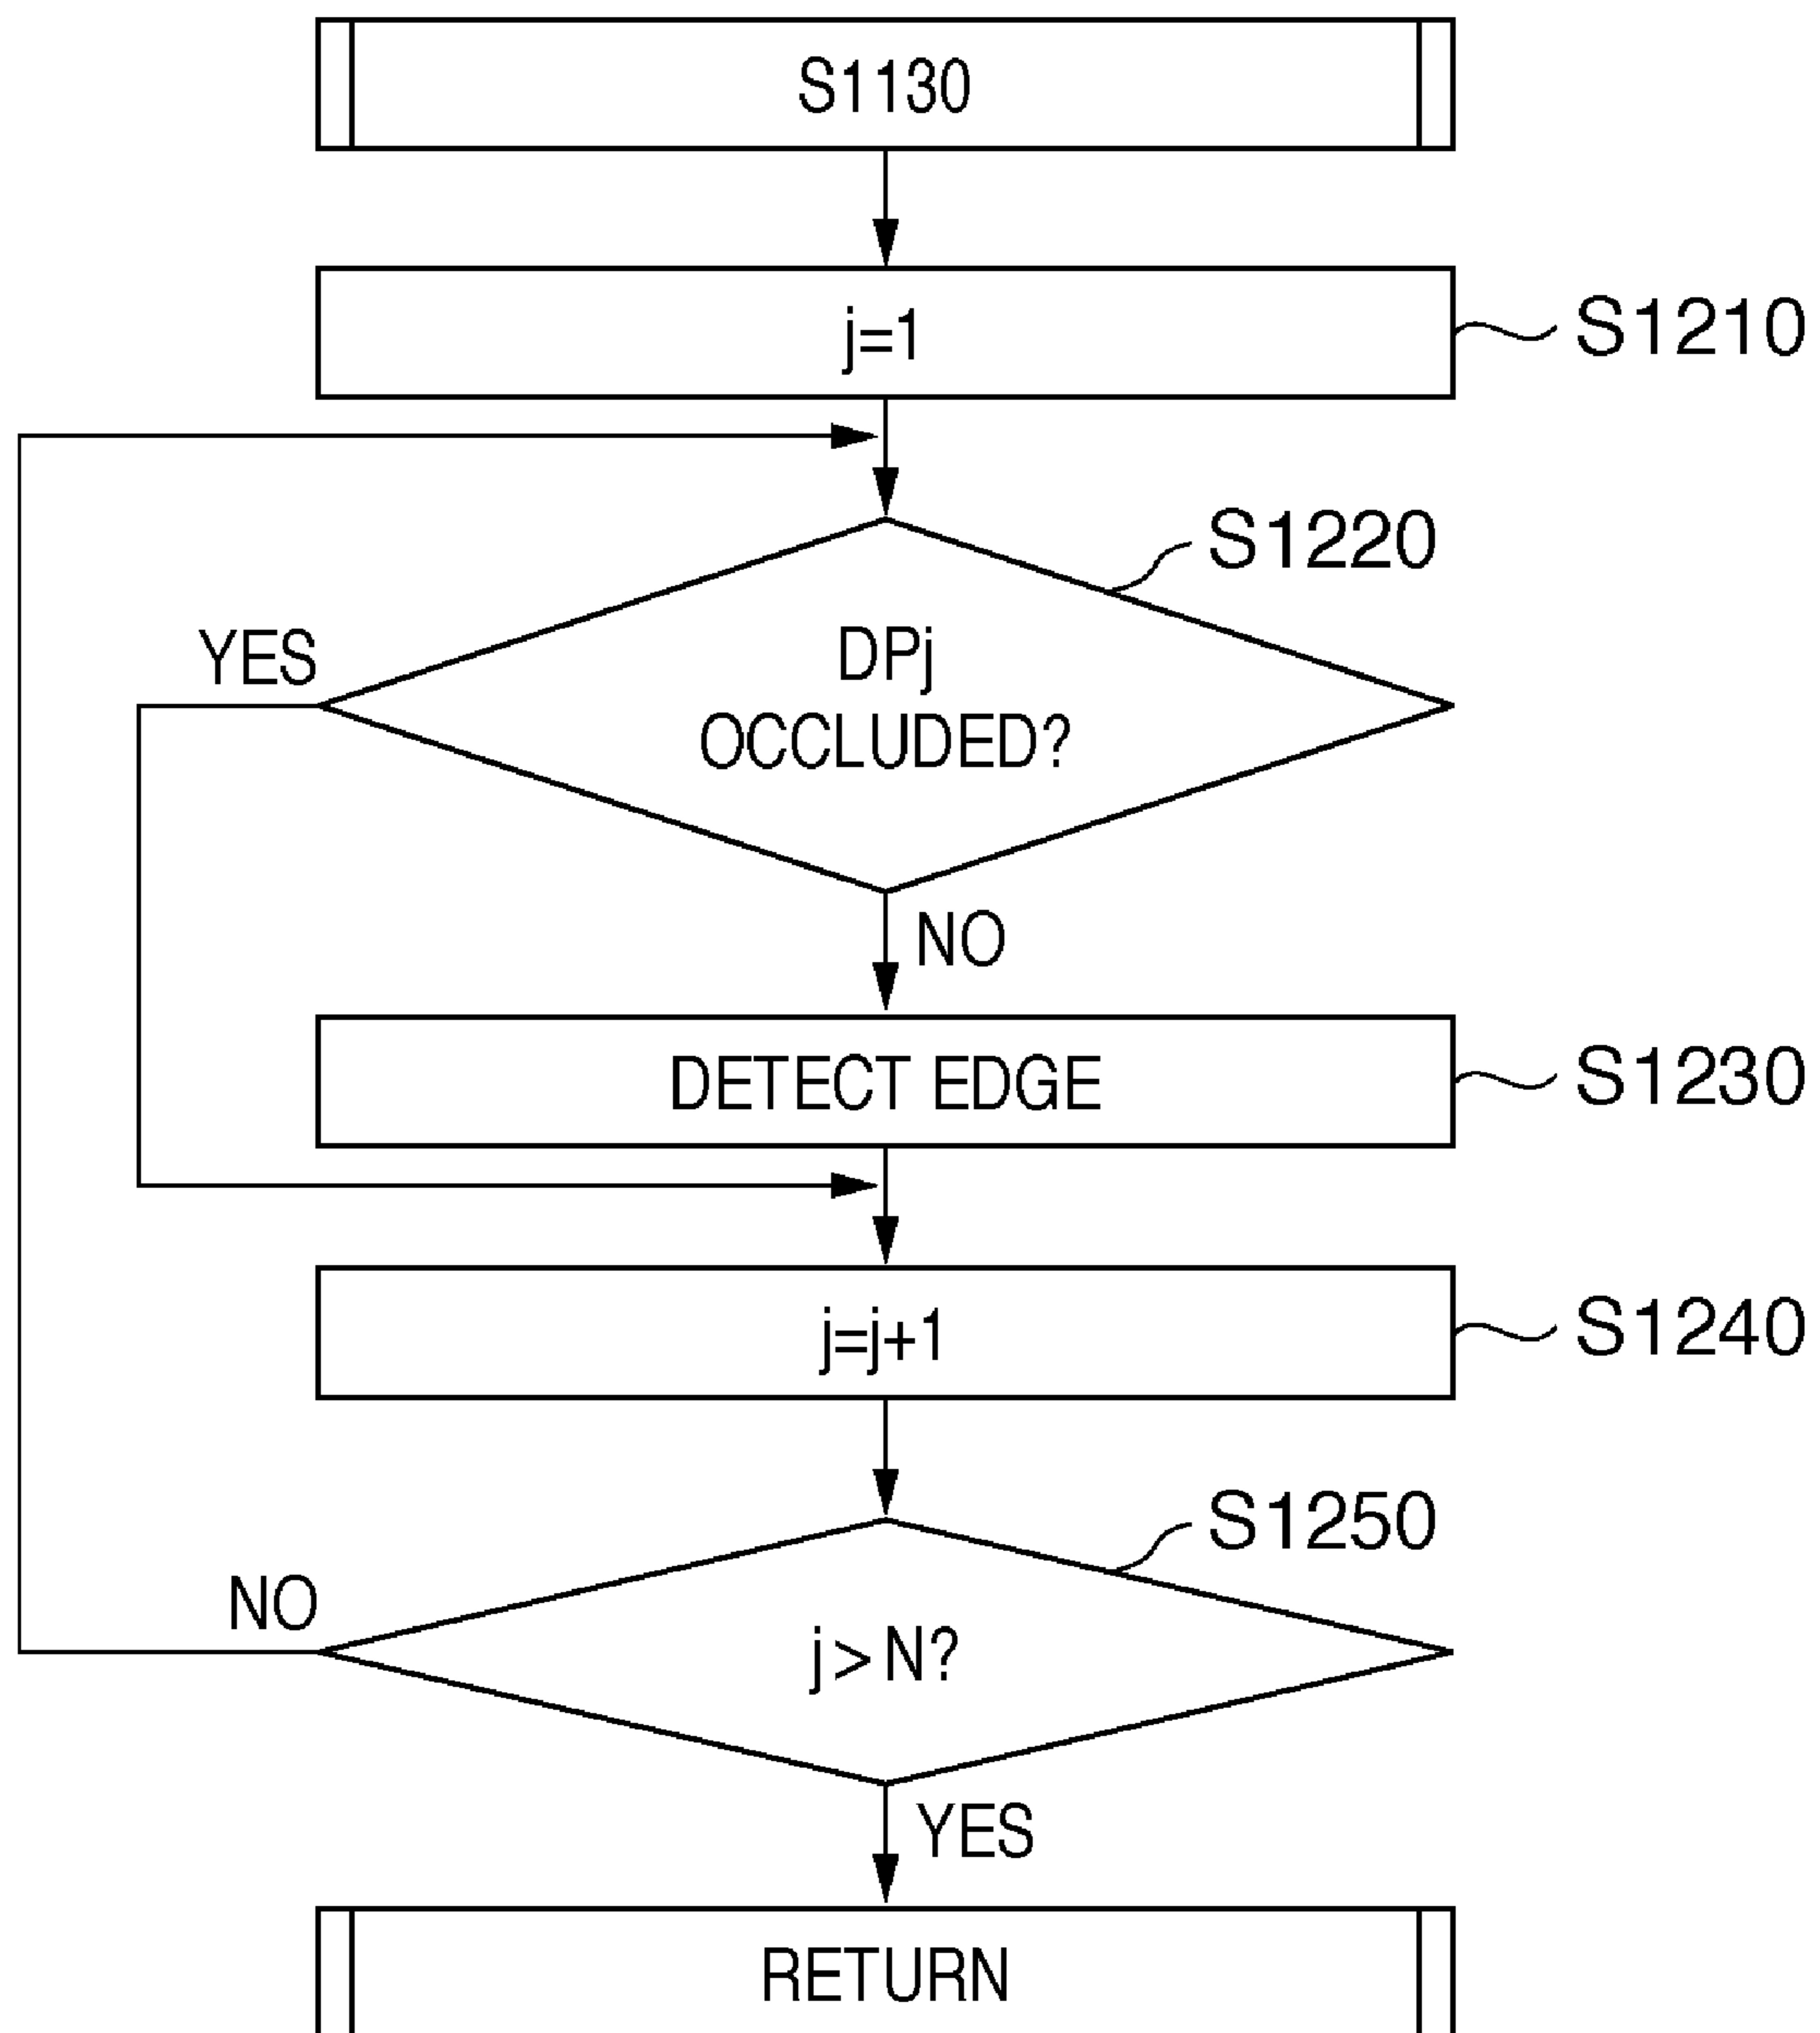 S1130
j=1
S1210
S1220
YES
DPj
OCCLUDED?
NO
DETECT EDGE
S1230
j=j+1
S1240
S1250
NO
j>N?
YES
RETURN